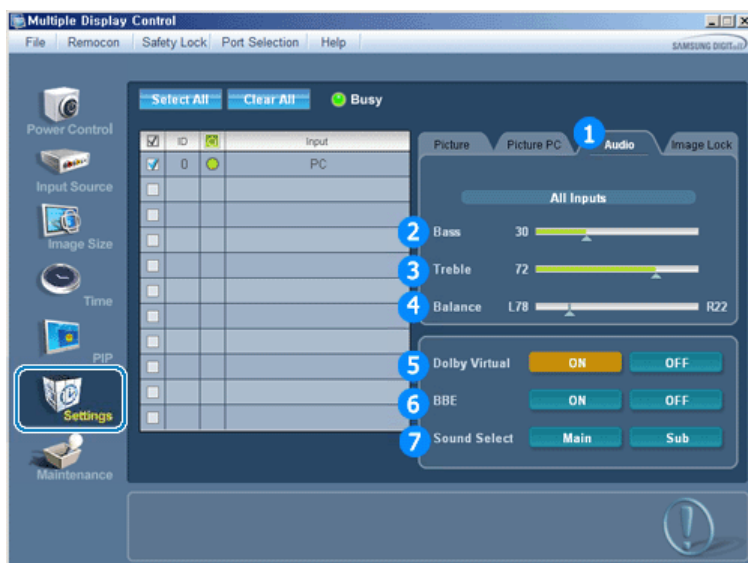 Multiple Display Control
File Remocon Safety Lock Port Selection Help
SAMSUNG DIGITall
Select All Clear All Busy
Power Control
Input Source
Image Size
Time
PIP
Settings
Maintenance
ID Input
0 PC
Picture Picture PC 1 Audio Image Lock
All Inputs
2 Bass 30
3 Treble 72
4 Balance L78 R22
5 Dolby Virtual ON OFF
6 BBE ON OFF
7 Sound Select Main Sub